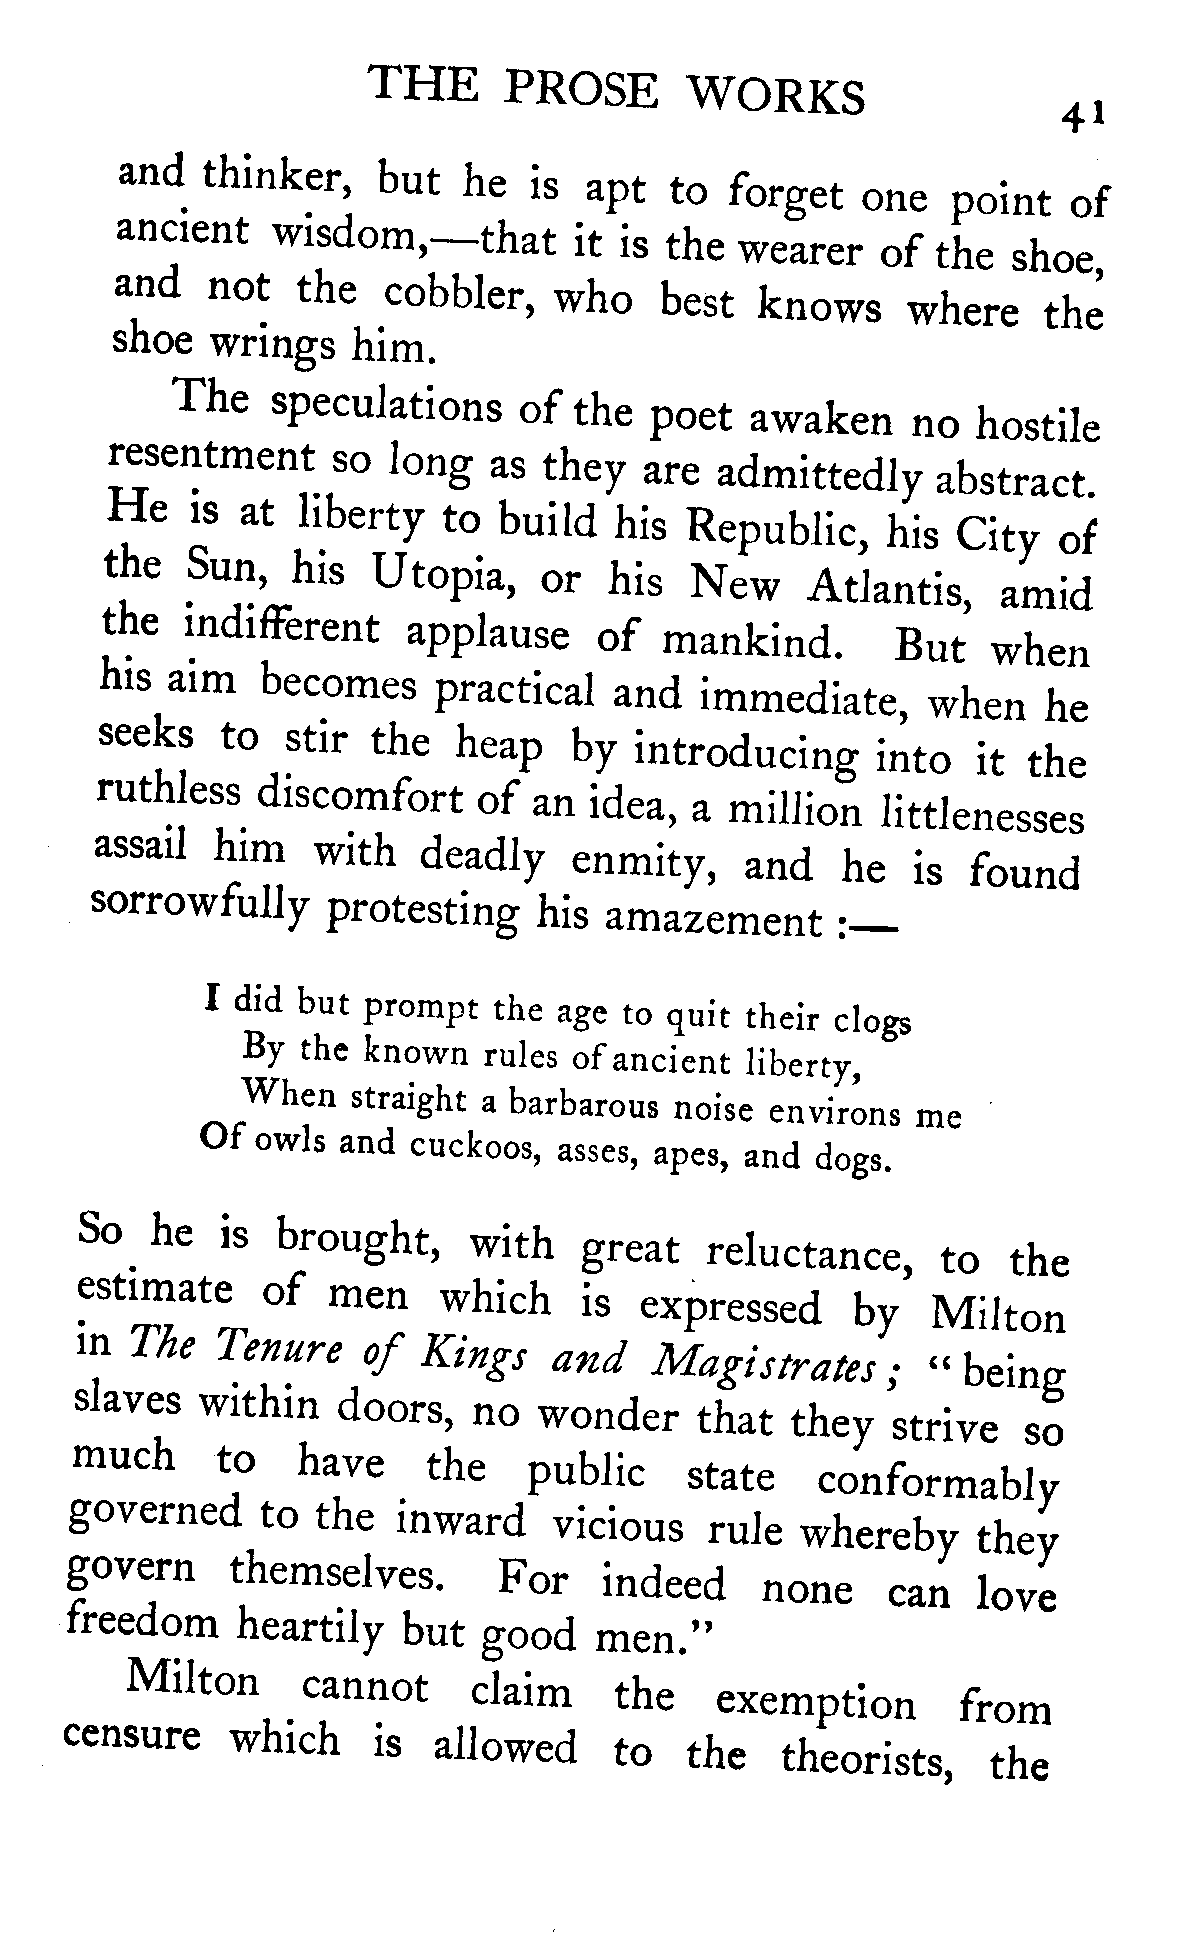 THE PROSE WORKS 41
and thinker, but he is apt to forget one point of
ancient wisdom,—that it is the wearer of the shoe,
and not the cobbler, who best knows where the
shoe wrings him.
The speculations of the poet awaken no hostile
resentment so long as they are admittedly abstract.
He is at liberty to build his Republic, his City of
the Sun, his Utopia, or his New Atlantis, amid
the indifferent applause of mankind. But when
his aim becomes practical and immediate, when he
seeks to stir the heap by introducing into it the
ruthless discomfort of an idea, a million littlenesses
assail him with deadly enmity, and he is found
sorrowfully protesting his amazement :—
I did but prompt the age to quit their clogs
By the known rules of ancient liberty,
When straight a barbarous noise environs me
Of owls and cuckoos, asses, apes, and dogs.
So he is brought, with great reluctance, to the
estimate of men which is expressed by Milton
in The Tenure of Kings and Magistrates ; “ being
slaves within doors, no wonder that they strive so
much to have the public state conformably
governed to the inward vicious rule whereby they
govern themselves. For indeed none can love
freedom heartily but good men.”
Milton cannot claim the exemption from
censure which is allowed to the theorists, the